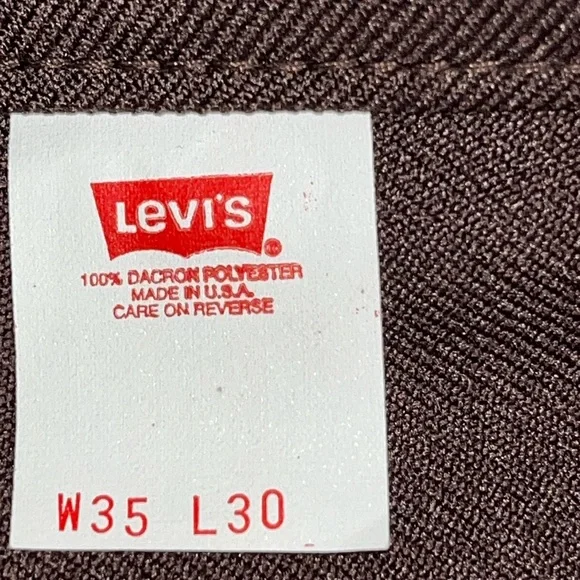 Levi's
100% DACRON POLYESTER
MADE IN U.S.A.
CARE ON REVERSE
W35 L30